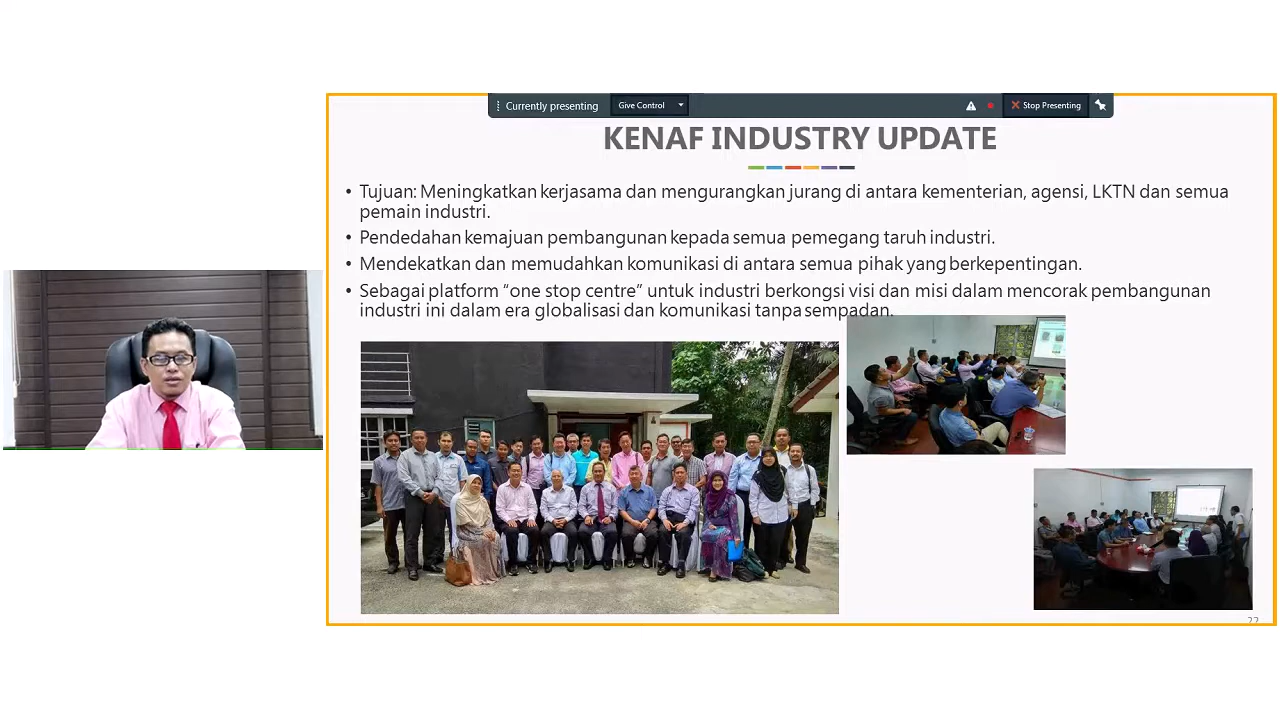 Currently presenting
Give Control
Stop Presenting
KENAF INDUSTRY UPDATE
• Tujuan: Meningkatkan kerjasama dan mengurangkan jurang di antara kementerian, agensi, LKTN dan semua
pemain industri.
• Pendedahan kemajuan pembangunan kepada semua pemegang taruh industri.
• Mendekatkan dan memudahkan komunikasi di antara semua pihak yang berkepentingan.
• Sebagai platform “one stop centre” untuk industri berkongsi visi dan misi dalam mencorak pembangunan
industri ini dalam era globalisasi dan komunikasi tanpa sempadan.
22